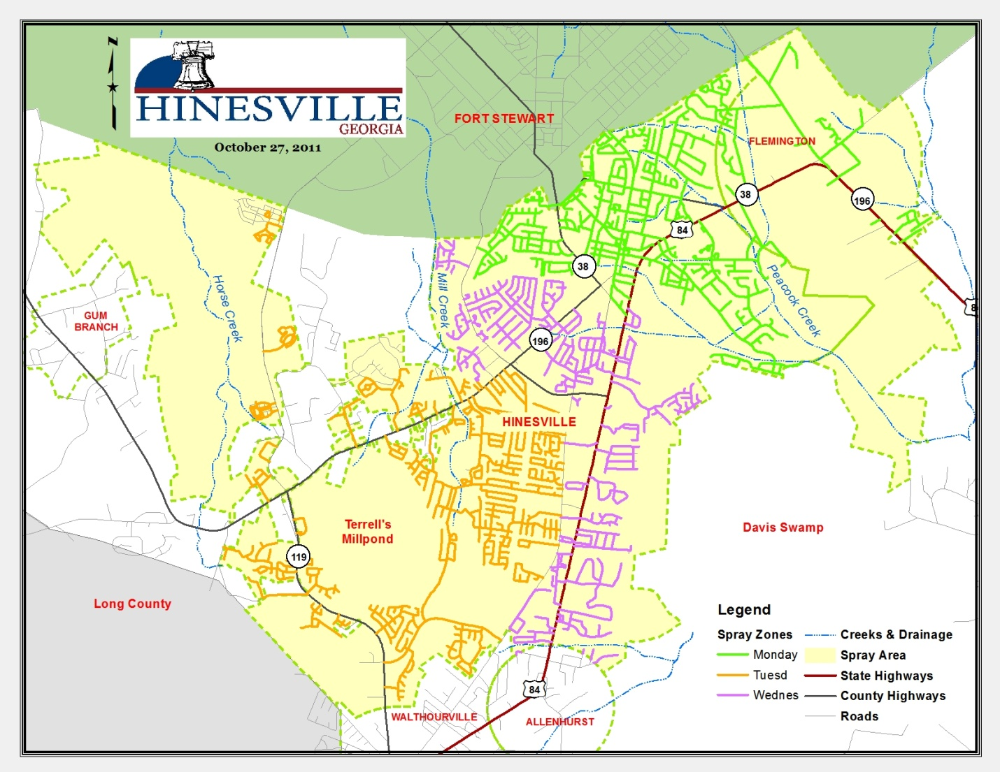 N
HINESVILLE
GEORGIA
October 27, 2011
FORT STEWART
FLEMINGTON
38
196
84
38
8
Horse Creek
Mill Creek
Peacock Creek
GUM
BRANCH
196
HINESVILLE
Terrell's
Millpond
Davis Swamp
119
Long County
84
WALTHOURVILLE
ALLENHURST
Legend
Spray Zones
Monday
Tuesd
Wednes
Creeks & Drainage
Spray Area
State Highways
County Highways
Roads